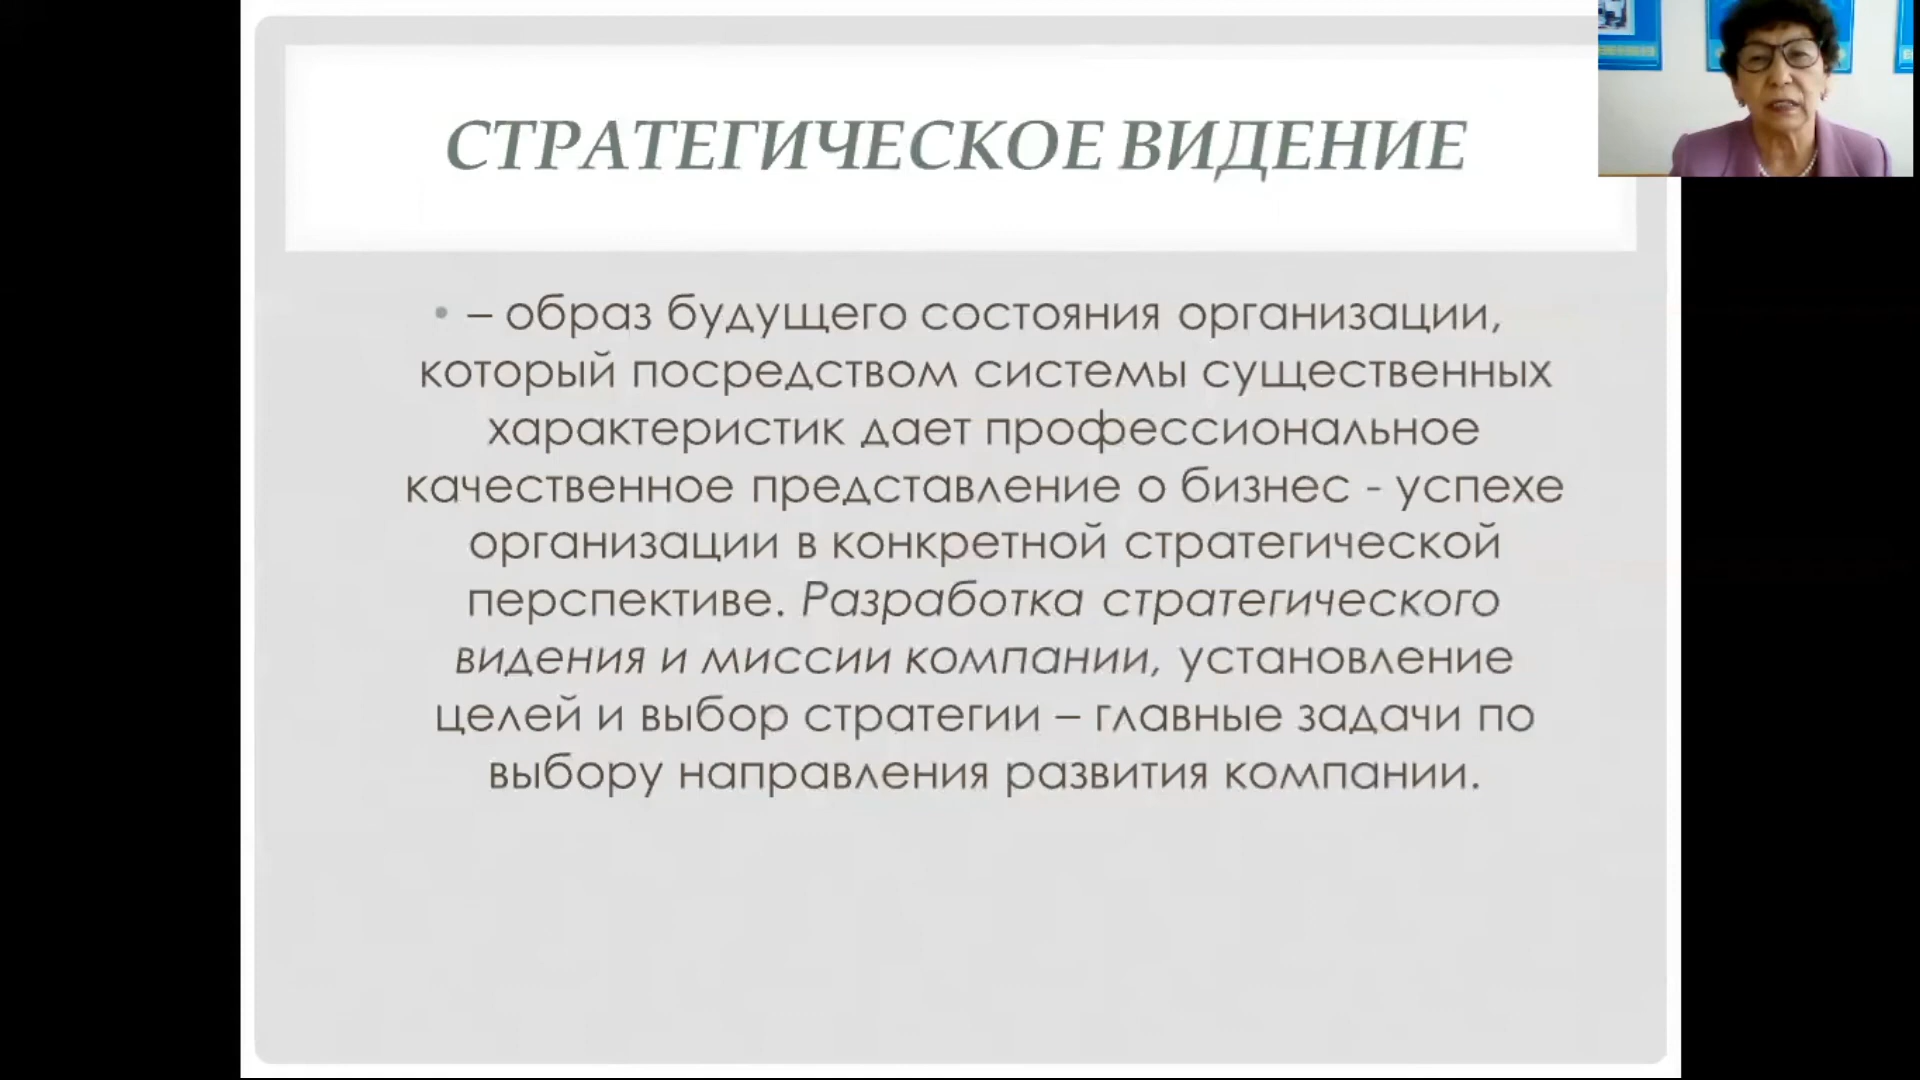 СТРАТЕГИЧЕСКОЕ ВИДЕНИЕ
• – образ будущего состояния организации,
который посредством системы существенных
характеристик дает профессиональное
качественное представление о бизнес - успехе
организации в конкретной стратегической
перспективе. Разработка стратегического
видения и миссии компании, установление
целей и выбор стратегии – главные задачи по
выбору направления развития компании.